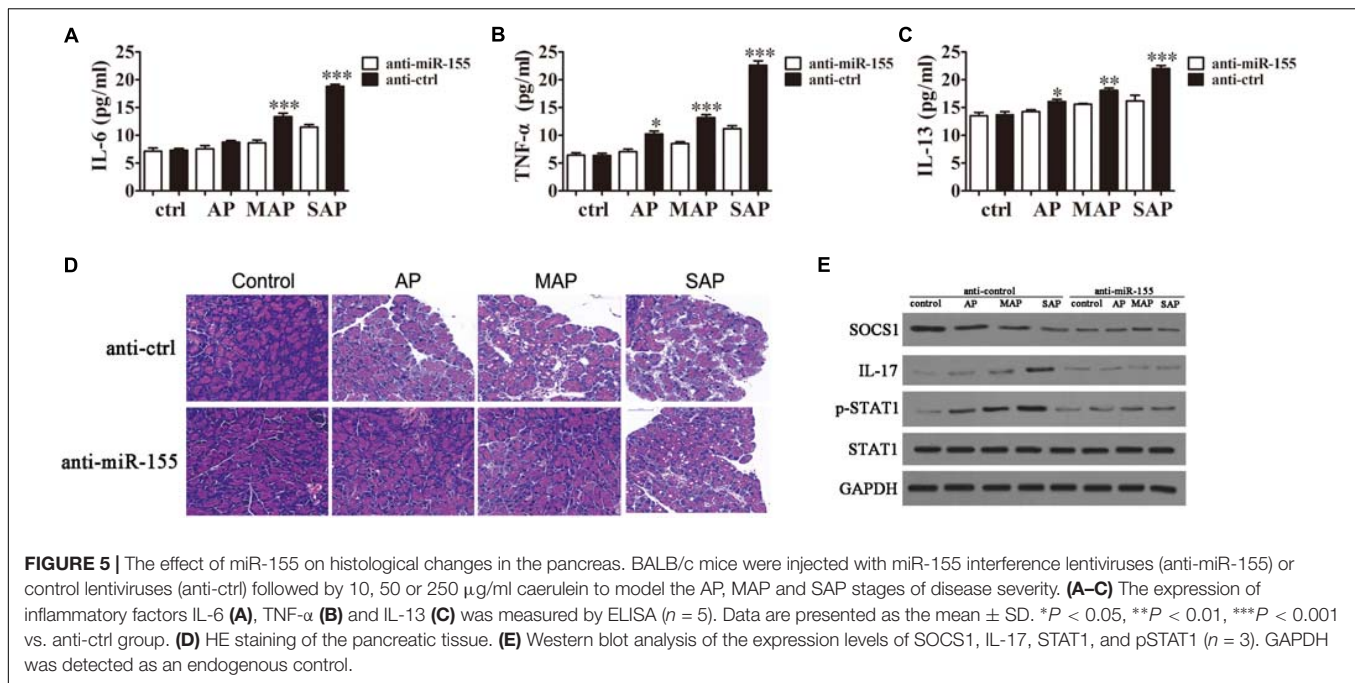 A
IL-6 (pg/ml)
25
20
15
10
5
0
anti-miR-155
anti-ctrl
***
***
ctrl AP MAP SAP
B
TNF-α (pg/ml)
25
20
15
10
5
0
anti-miR-155
anti-ctrl
*
***
***
ctrl AP MAP SAP
C
IL-13 (pg/ml)
25
20
15
10
5
0
anti-miR-155
anti-ctrl
*
**
***
ctrl AP MAP SAP
D
Control AP MAP SAP
anti-ctrl
anti-miR-155
E
anti-control anti-miR-155
control AP MAP SAP control AP MAP SAP
SOCS1
IL-17
p-STAT1
STAT1
GAPDH
FIGURE 5 | The effect of miR-155 on histological changes in the pancreas. BALB/c mice were injected with miR-155 interference lentiviruses (anti-miR-155) or
control lentiviruses (anti-ctrl) followed by 10, 50 or 250 μg/ml caerulein to model the AP, MAP and SAP stages of disease severity. (A–C) The expression of
inflammatory factors IL-6 (A), TNF-α (B) and IL-13 (C) was measured by ELISA (n = 5). Data are presented as the mean ± SD. *P < 0.05, **P < 0.01, ***P < 0.001
vs. anti-ctrl group. (D) HE staining of the pancreatic tissue. (E) Western blot analysis of the expression levels of SOCS1, IL-17, STAT1, and pSTAT1 (n = 3). GAPDH
was detected as an endogenous control.